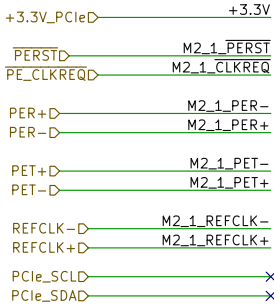 +3.3V_PCIe +3.3V
PERST M2_1_PERST
PE_CLKREQ M2_1_CLKREQ
PER+ M2_1_PER-
PER- M2_1_PER+
PET+ M2_1_PET-
PET- M2_1_PET+
REFCLK- M2_1_REFCLK-
REFCLK+ M2_1_REFCLK+
PCIe_SCL
PCIe_SDA